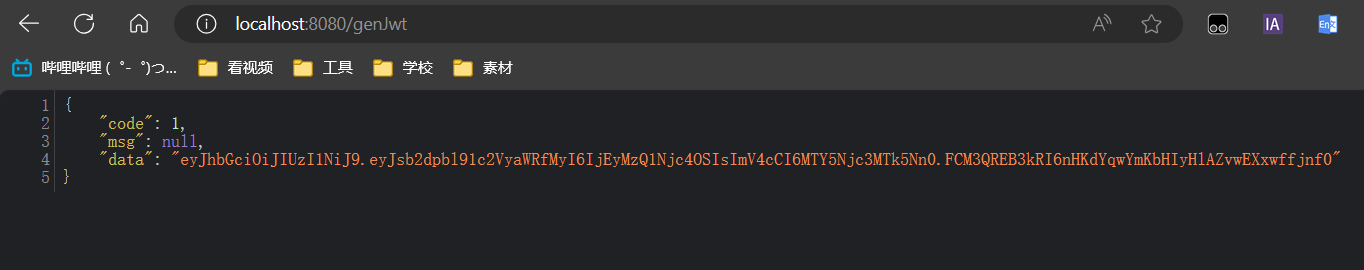 localhost:8080/genJwt
哔哩哔哩 (゜-゜)つ... 看视频 工具 学校 素材
1 {
2 "code": 1,
3 "msg": null,
4 "data": "eyJhbGciOiJIUzI1NiJ9.eyJsb2dpbl91c2VyaWRfMyI6IjEyMzQ1Njc4OSIsImV4cCI6MTY5Njc3MTk5Nn0.FCM3QREB3kRI6nHKdYqwYmKbHIyHlAZvwEXxwffjnf0"
5 }